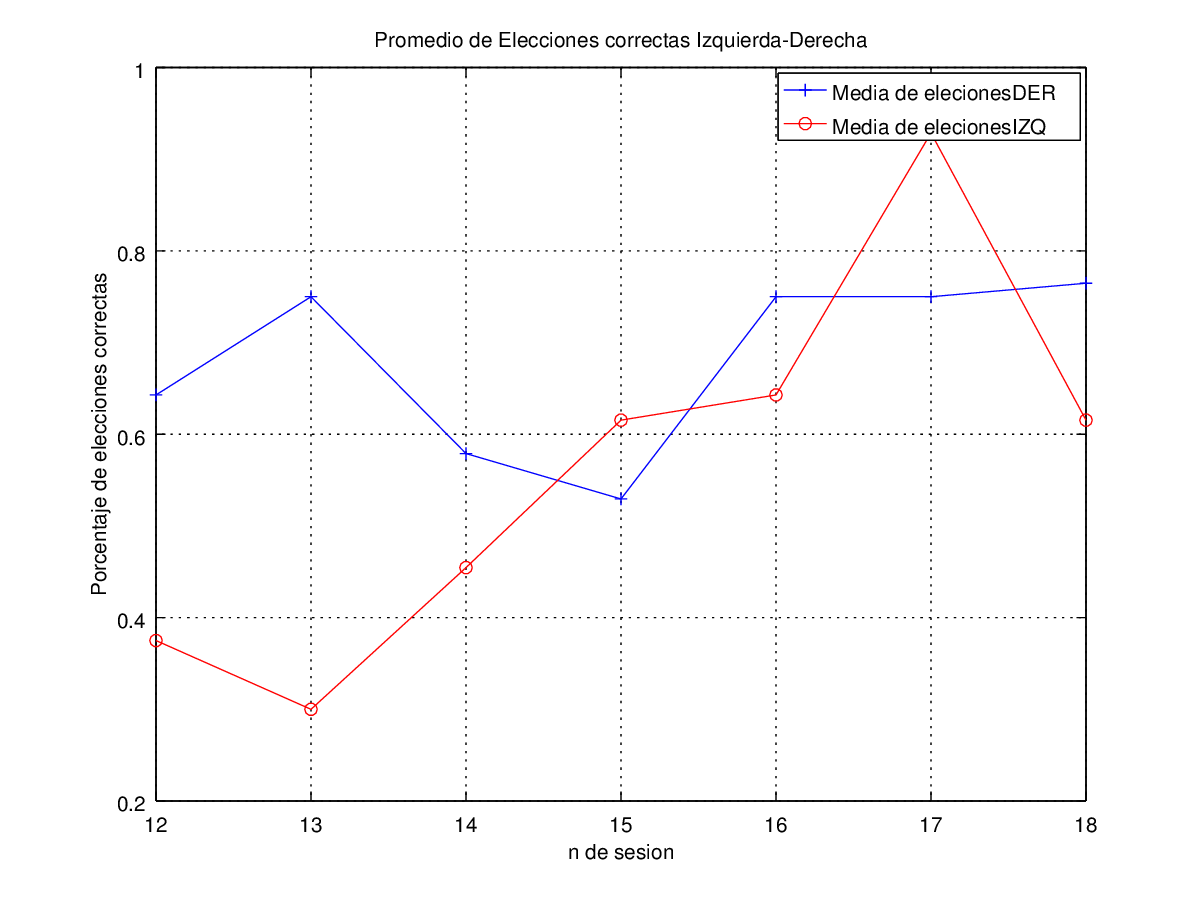 Promedio de Elecciones correctas Izquierda-Derecha
1
Media de elecionesDER
Media de elecionesIZQ
0.8
0.6
0.4
0.2
Porcentaje de elecciones correctas
12 13 14 15 16 17 18
n de sesion